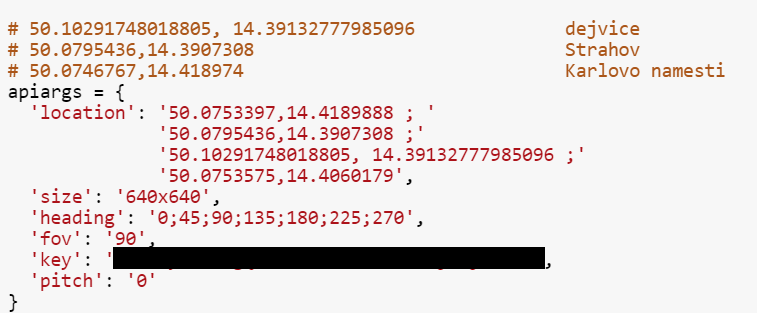 # 50.10291748018805, 14.39132777985096 dejvice
# 50.0795436,14.3907308 Strahov
# 50.0746767,14.418974 Karlovo namesti
apiargs = {
'location': '50.0753397,14.4189888 ; '
'50.0795436,14.3907308 ;'
'50.10291748018805, 14.39132777985096 ;'
'50.0753575,14.4060179',
'size': '640x640',
'heading': '0;45;90;135;180;225;270',
'fov': '90',
'key': ' ,
'pitch': '0'
}